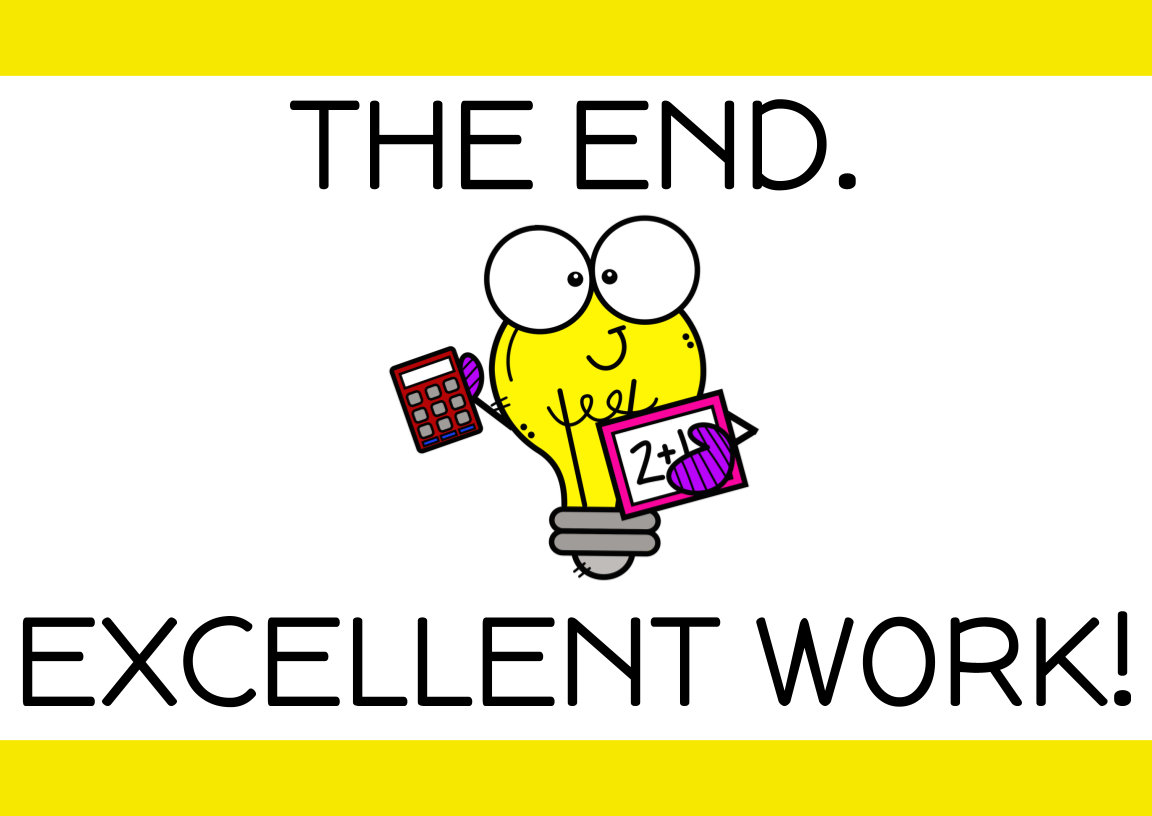 THE END.
2+1
EXCELLENT WORK!